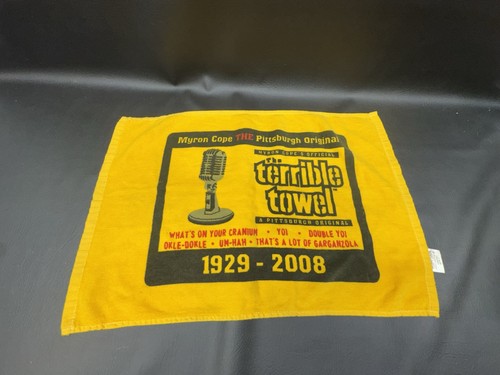 Myron Cope THE Pittsburgh Original
MYRON COPE'S OFFICIAL
The
terrible
towel
A PITTSBURGH ORIGINAL
WHAT'S ON YOUR CRANIUM • YOI • DOUBLE YOI
OKLE-DOKLE • UM-HAH • THAT'S A LOT OF GARGANZOLA
1929 - 2008